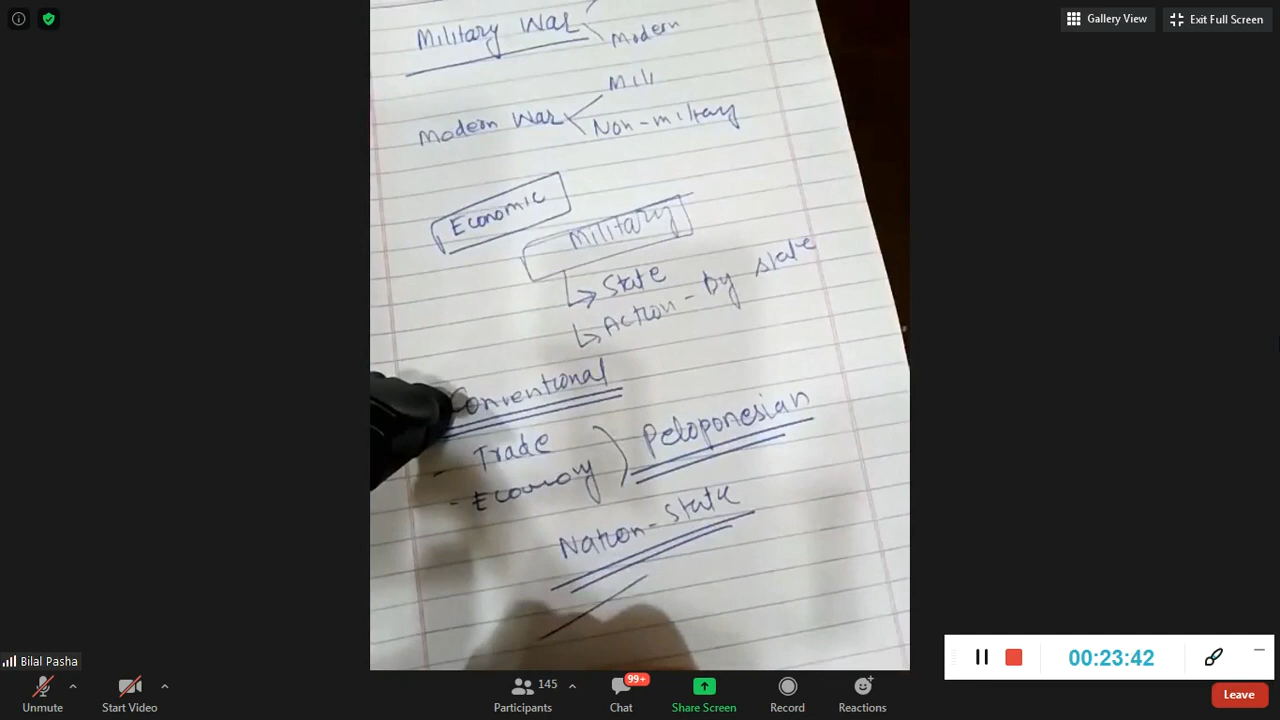 Gallery View
Exit Full Screen
Military War
Modern
Mili
Modern War
Non-military
Economic
Military
State
Action - by state
Conventional
- Trade
- Economy
Peloponesian
Nation-State
Bilal Pasha
00:23:42
Unmute
Start Video
145
Participants
99+
Chat
Share Screen
Record
Reactions
Leave